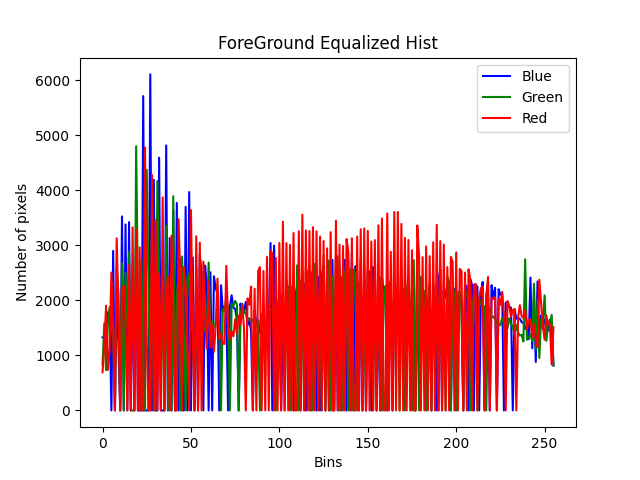 ForeGround Equalized Hist
Blue
Green
Red
Number of pixels
6000
5000
4000
3000
2000
1000
0
0 50 100 150 200 250
Bins